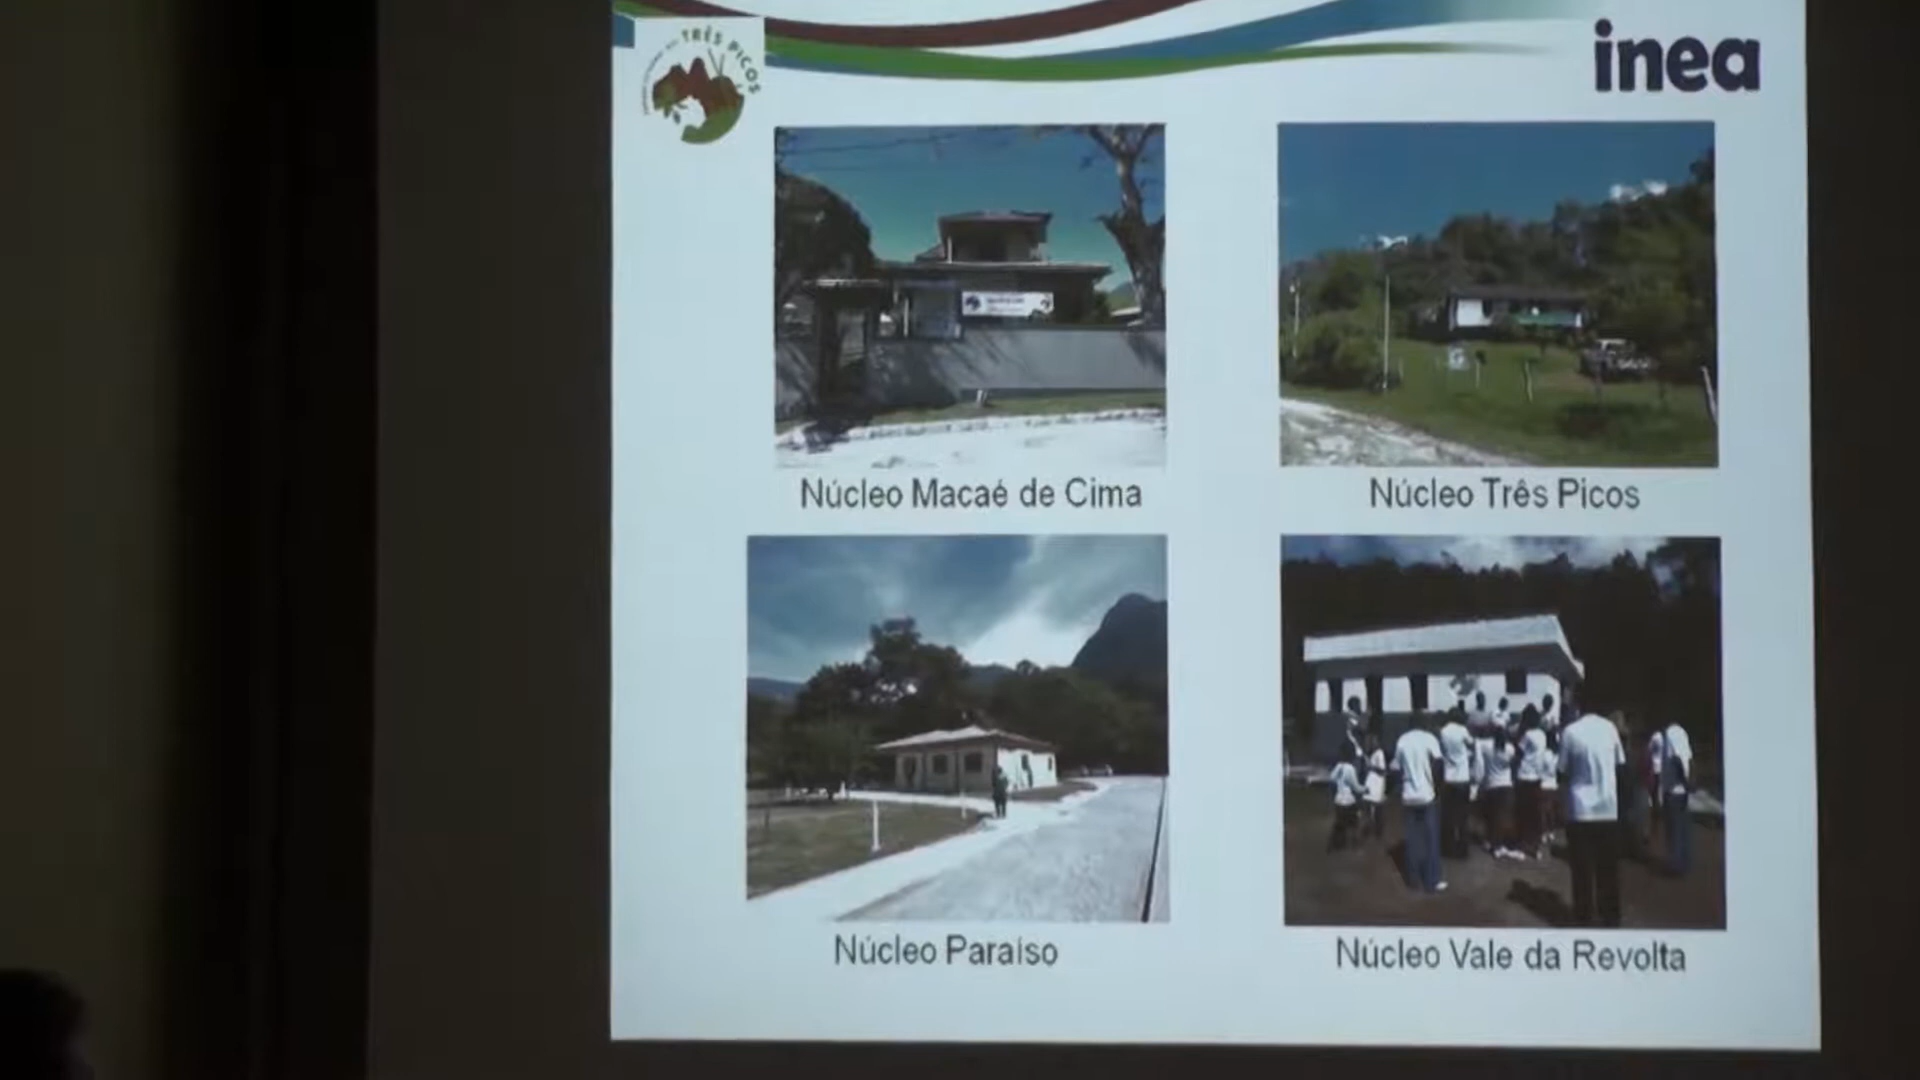 TRÊS PICOS
inea
Núcleo Macaé de Cima
Núcleo Três Picos
Núcleo Paraíso
Núcleo Vale da Revolta